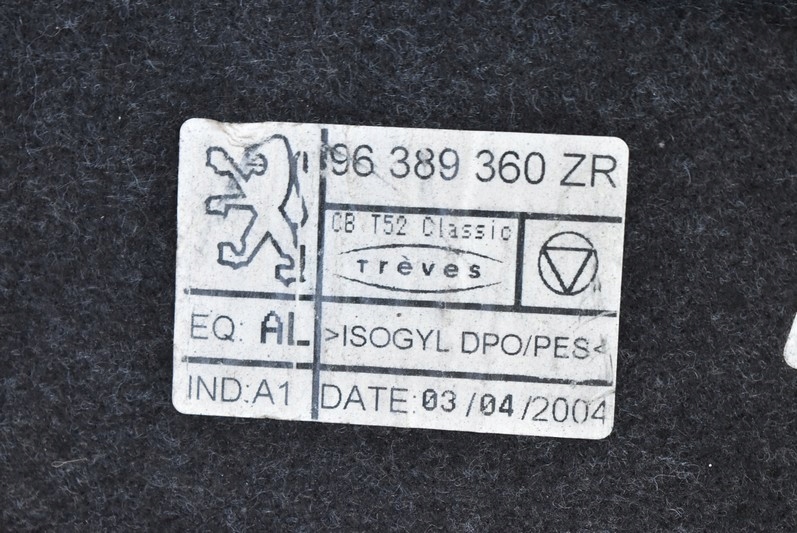 96 389 360 ZR
CB T52 Classic
Trèves
EQ: AL
>ISOGYL DPO/PES<
IND:A1
DATE:03/04/2004